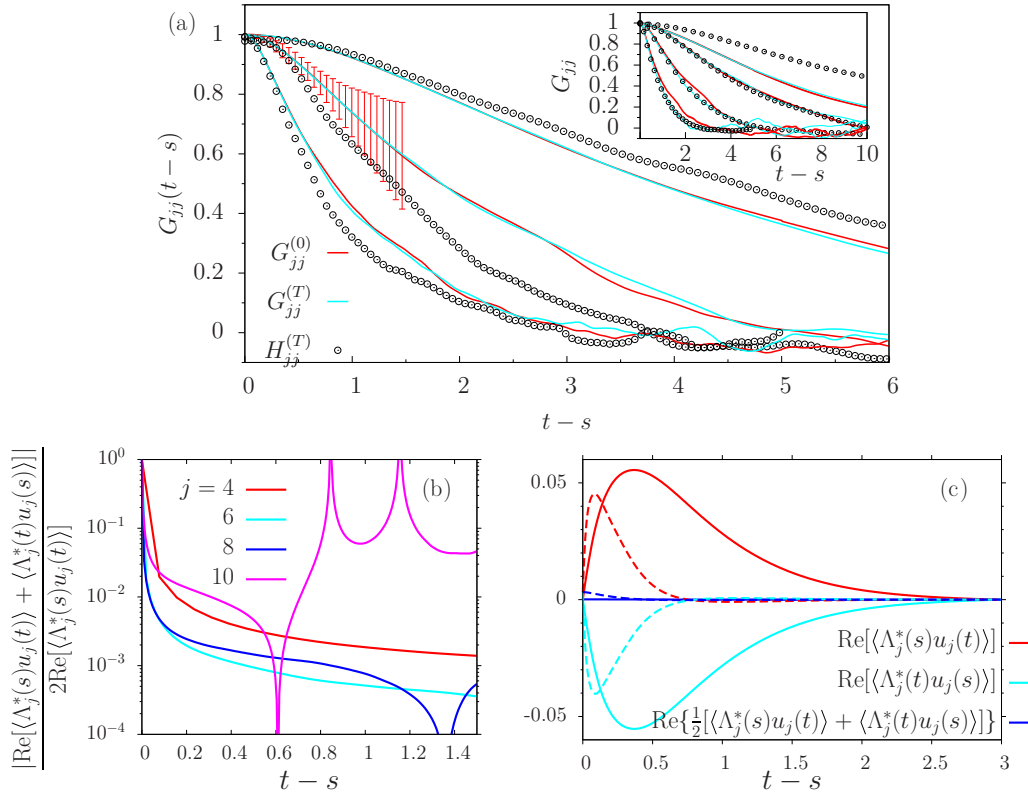 (a)
G_{jj}(t − s)
1
0.8
0.6
0.4
0.2
0
G_{jj}^{(0)}
G_{jj}^{(T)}
H_{jj}^{(T)}
0 1 2 3 4 5 6
t − s
G_{jj}
1
0.8
0.6
0.4
0.2
0
2 4 6 8 10
t − s
|Re[⟨Λ_j^*(s)u_j(t)⟩ + ⟨Λ_j^*(t)u_j(s)⟩]|
2Re[⟨Λ_j^*(s)u_j(t)⟩]
(b)
10^0
10^{−1}
10^{−2}
10^{−3}
10^{−4}
j = 4
6
8
10
0 0.2 0.4 0.6 0.8 1 1.2 1.4
t − s
(c)
0.05
0
-0.05
Re[⟨Λ_j^*(s)u_j(t)⟩]
Re[⟨Λ_j^*(t)u_j(s)⟩]
Re{½[⟨Λ_j^*(s)u_j(t)⟩ + ⟨Λ_j^*(t)u_j(s)⟩]}
0 0.5 1 1.5 2 2.5 3
t − s